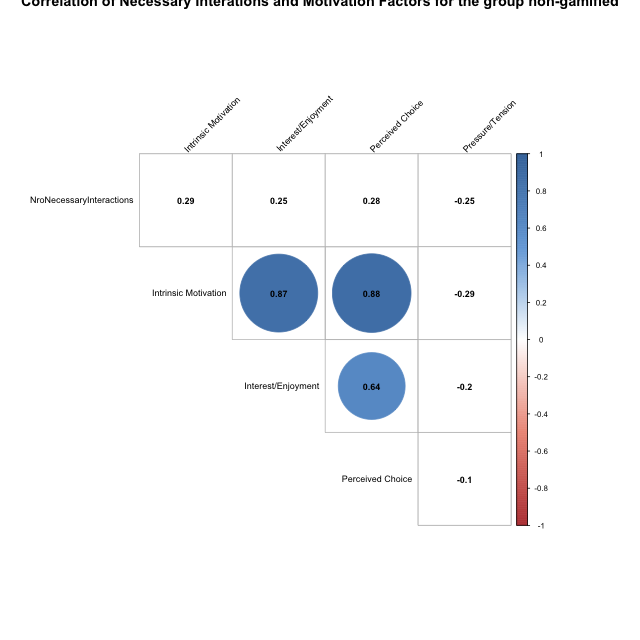 Correlation of Necessary Interations and Motivation Factors for the group non-gamified
Intrinsic Motivation
Interest/Enjoyment
Perceived Choice
Pressure/Tension
NroNecessaryInteractions 0.29 0.25 0.28 -0.25
Intrinsic Motivation 0.87 0.88 -0.29
Interest/Enjoyment 0.64 -0.2
Perceived Choice -0.1
1
0.8
0.6
0.4
0.2
0
-0.2
-0.4
-0.6
-0.8
-1